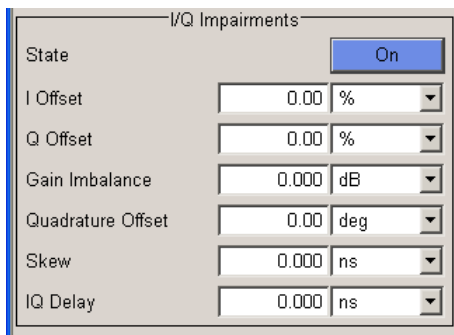 I/Q Impairments
State On
I Offset 0.00 %
Q Offset 0.00 %
Gain Imbalance 0.000 dB
Quadrature Offset 0.00 deg
Skew 0.000 ns
IQ Delay 0.000 ns